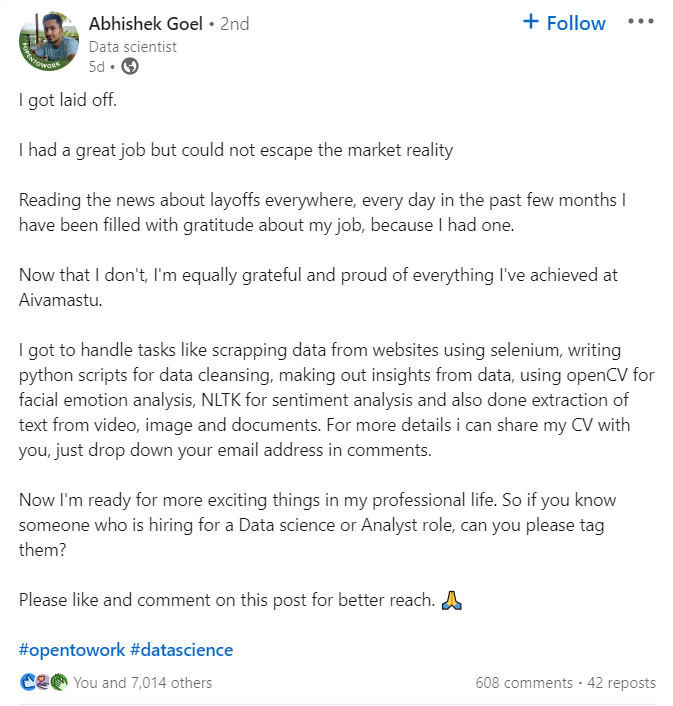 Abhishek Goel • 2nd
+ Follow
Data scientist
5d •
#OPENTOWORK
I got laid off.
I had a great job but could not escape the market reality
Reading the news about layoffs everywhere, every day in the past few months I
have been filled with gratitude about my job, because I had one.
Now that I don't, I'm equally grateful and proud of everything I've achieved at
Aivamastu.
I got to handle tasks like scrapping data from websites using selenium, writing
python scripts for data cleansing, making out insights from data, using openCV for
facial emotion analysis, NLTK for sentiment analysis and also done extraction of
text from video, image and documents. For more details i can share my CV with
you, just drop down your email address in comments.
Now I'm ready for more exciting things in my professional life. So if you know
someone who is hiring for a Data science or Analyst role, can you please tag
them?
Please like and comment on this post for better reach. 🙏
#opentowork #datascience
You and 7,014 others
608 comments • 42 reposts